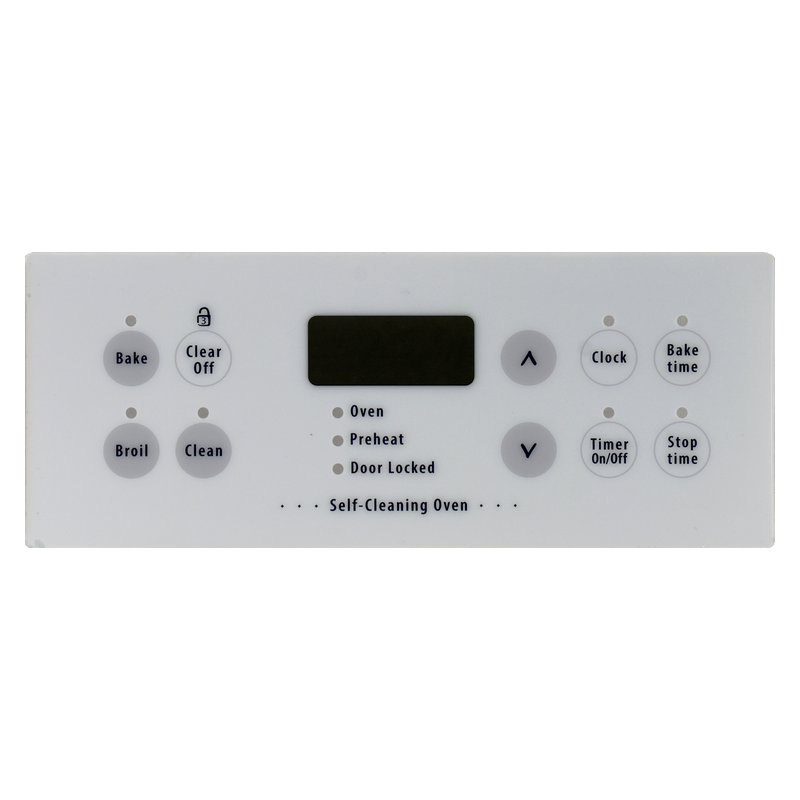 3
Bake
Clear
Off
Clock
Bake
time
Oven
Preheat
Door Locked
Broil
Clean
Timer
On/Off
Stop
time
· · · Self-Cleaning Oven · · ·